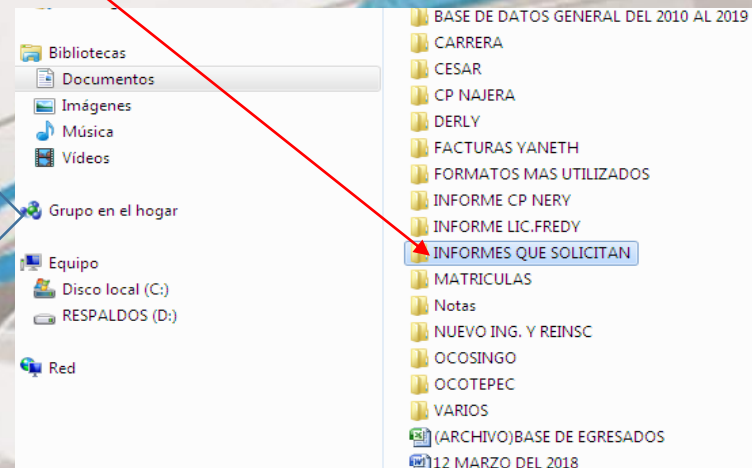 Bibliotecas
Documentos
Imágenes
Música
Vídeos
Grupo en el hogar
Equipo
Disco local (C:)
RESPALDOS (D:)
Red
BASE DE DATOS GENERAL DEL 2010 AL 2019
CARRERA
CESAR
CP NAJERA
DERLY
FACTURAS YANETH
FORMATOS MAS UTILIZADOS
INFORME CP NERY
INFORME LIC.FREDY
INFORMES QUE SOLICITAN
MATRICULAS
Notas
NUEVO ING. Y REINSC
OCOSINGO
OCOTEPEC
VARIOS
(ARCHIVO)BASE DE EGRESADOS
12 MARZO DEL 2018